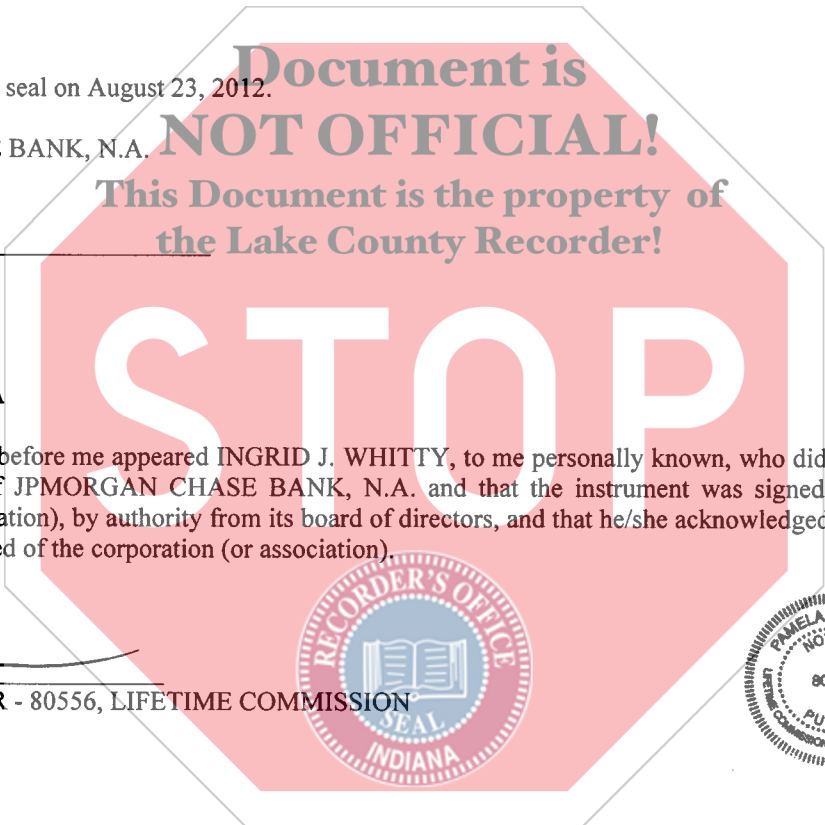 Document is
seal on August 23, 2012.
BANK, N.A.
NOT OFFICIAL!
This Document is the property of
the Lake County Recorder!
STOP
before me appeared INGRID J. WHITTY, to me personally known, who did
JPMORGAN CHASE BANK, N.A. and that the instrument was signed
ation), by authority from its board of directors, and that he/she acknowledged
ed of the corporation (or association).
RECORDER'S OFFICE
SEAL
INDIANA
R - 80556, LIFETIME COMMISSION
PAMELA
NO
80
PU
LIFETIME COMMISSION